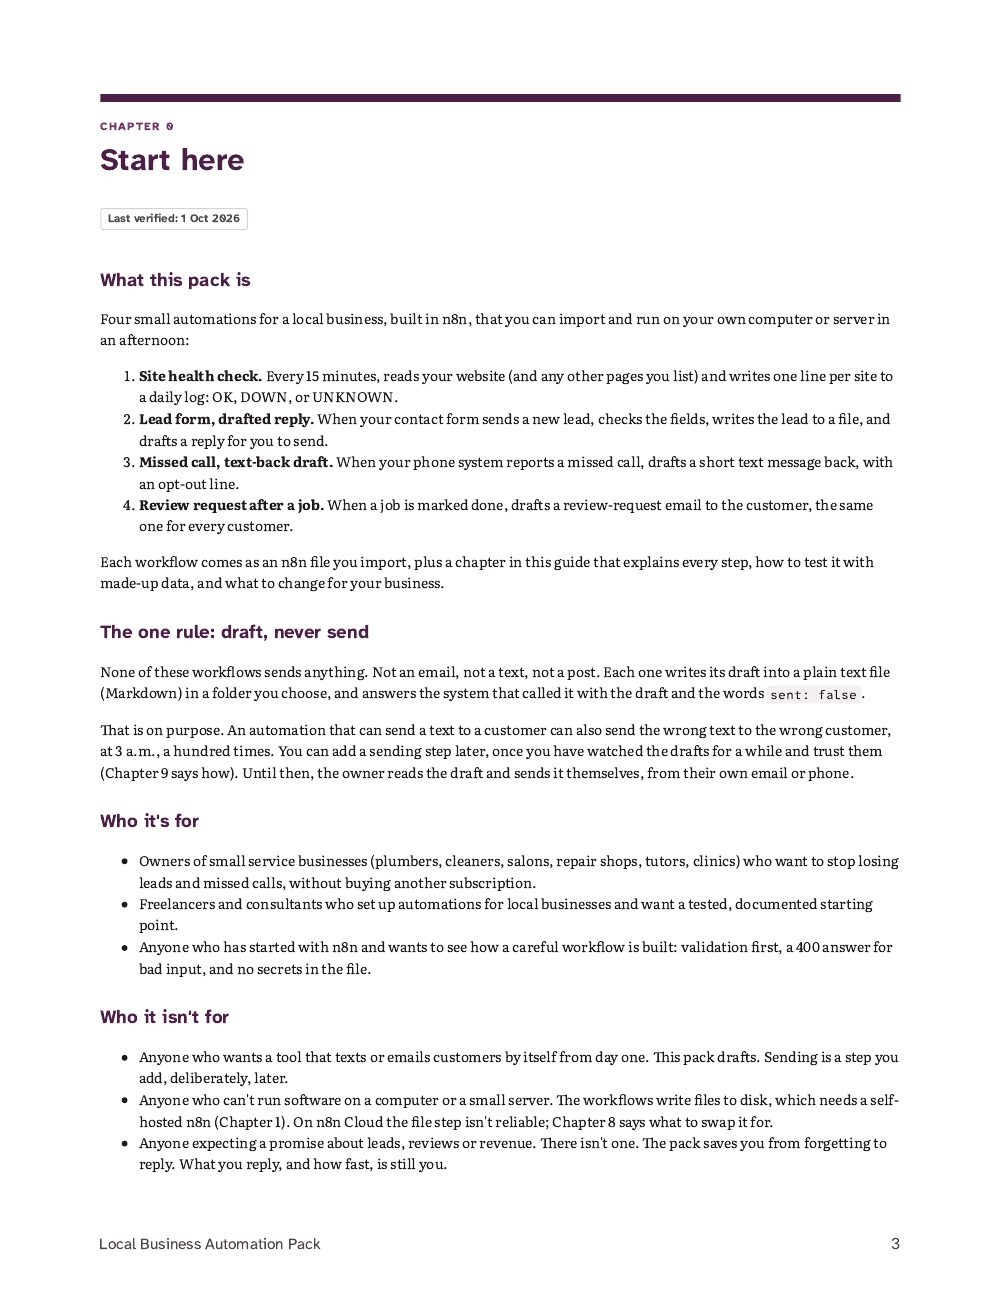 CHAPTER 0
Start here
Last verified: 1 Oct 2026
What this pack is
Four small automations for a local business, built in n8n, that you can import and run on your own computer or server in
an afternoon:
1. Site health check. Every 15 minutes, reads your website (and any other pages you list) and writes one line per site to
a daily log: OK, DOWN, or UNKNOWN.
2. Lead form, drafted reply. When your contact form sends a new lead, checks the fields, writes the lead to a file, and
drafts a reply for you to send.
3. Missed call, text-back draft. When your phone system reports a missed call, drafts a short text message back, with
an opt-out line.
4. Review request after a job. When a job is marked done, drafts a review-request email to the customer, the same
one for every customer.
Each workflow comes as an n8n file you import, plus a chapter in this guide that explains every step, how to test it with
made-up data, and what to change for your business.
The one rule: draft, never send
None of these workflows sends anything. Not an email, not a text, not a post. Each one writes its draft into a plain text file
(Markdown) in a folder you choose, and answers the system that called it with the draft and the words sent: false.
That is on purpose. An automation that can send a text to a customer can also send the wrong text to the wrong customer,
at 3 a.m., a hundred times. You can add a sending step later, once you have watched the drafts for a while and trust them
(Chapter 9 says how). Until then, the owner reads the draft and sends it themselves, from their own email or phone.
Who it's for
• Owners of small service businesses (plumbers, cleaners, salons, repair shops, tutors, clinics) who want to stop losing
leads and missed calls, without buying another subscription.
• Freelancers and consultants who set up automations for local businesses and want a tested, documented starting
point.
• Anyone who has started with n8n and wants to see how a careful workflow is built: validation first, a 400 answer for
bad input, and no secrets in the file.
Who it isn't for
• Anyone who wants a tool that texts or emails customers by itself from day one. This pack drafts. Sending is a step you
add, deliberately, later.
• Anyone who can't run software on a computer or a small server. The workflows write files to disk, which needs a self-
hosted n8n (Chapter 1). On n8n Cloud the file step isn't reliable; Chapter 8 says what to swap it for.
• Anyone expecting a promise about leads, reviews or revenue. There isn't one. The pack saves you from forgetting to
reply. What you reply, and how fast, is still you.
Local Business Automation Pack
3